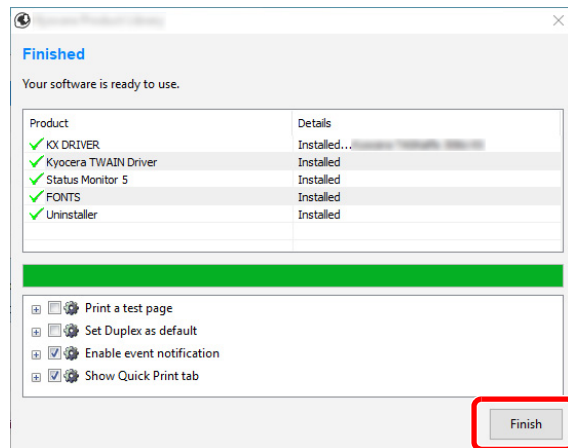 Finished
Your software is ready to use.
Product Details
KX DRIVER Installed...
Kyocera TWAIN Driver Installed
Status Monitor 5 Installed
FONTS Installed
Uninstaller Installed
Print a test page
Set Duplex as default
Enable event notification
Show Quick Print tab
Finish